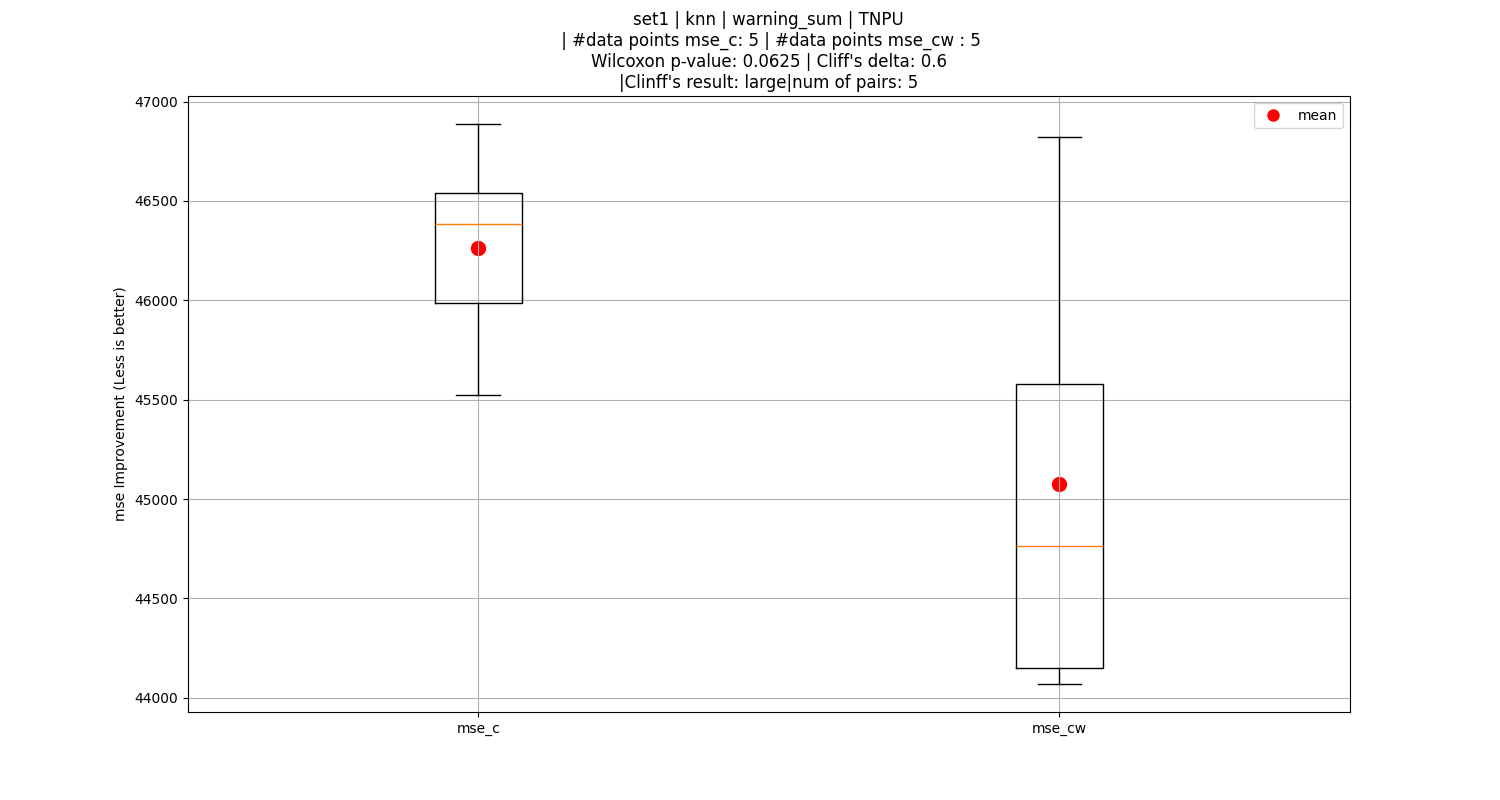 set1 | knn | warning_sum | TNPU
| #data points mse_c: 5 | #data points mse_cw : 5
Wilcoxon p-value: 0.0625 | Cliff's delta: 0.6
|Clinff's result: large|num of pairs: 5
mean
mse Improvement (Less is better)
47000
46500
46000
45500
45000
44500
44000
mse_c
mse_cw